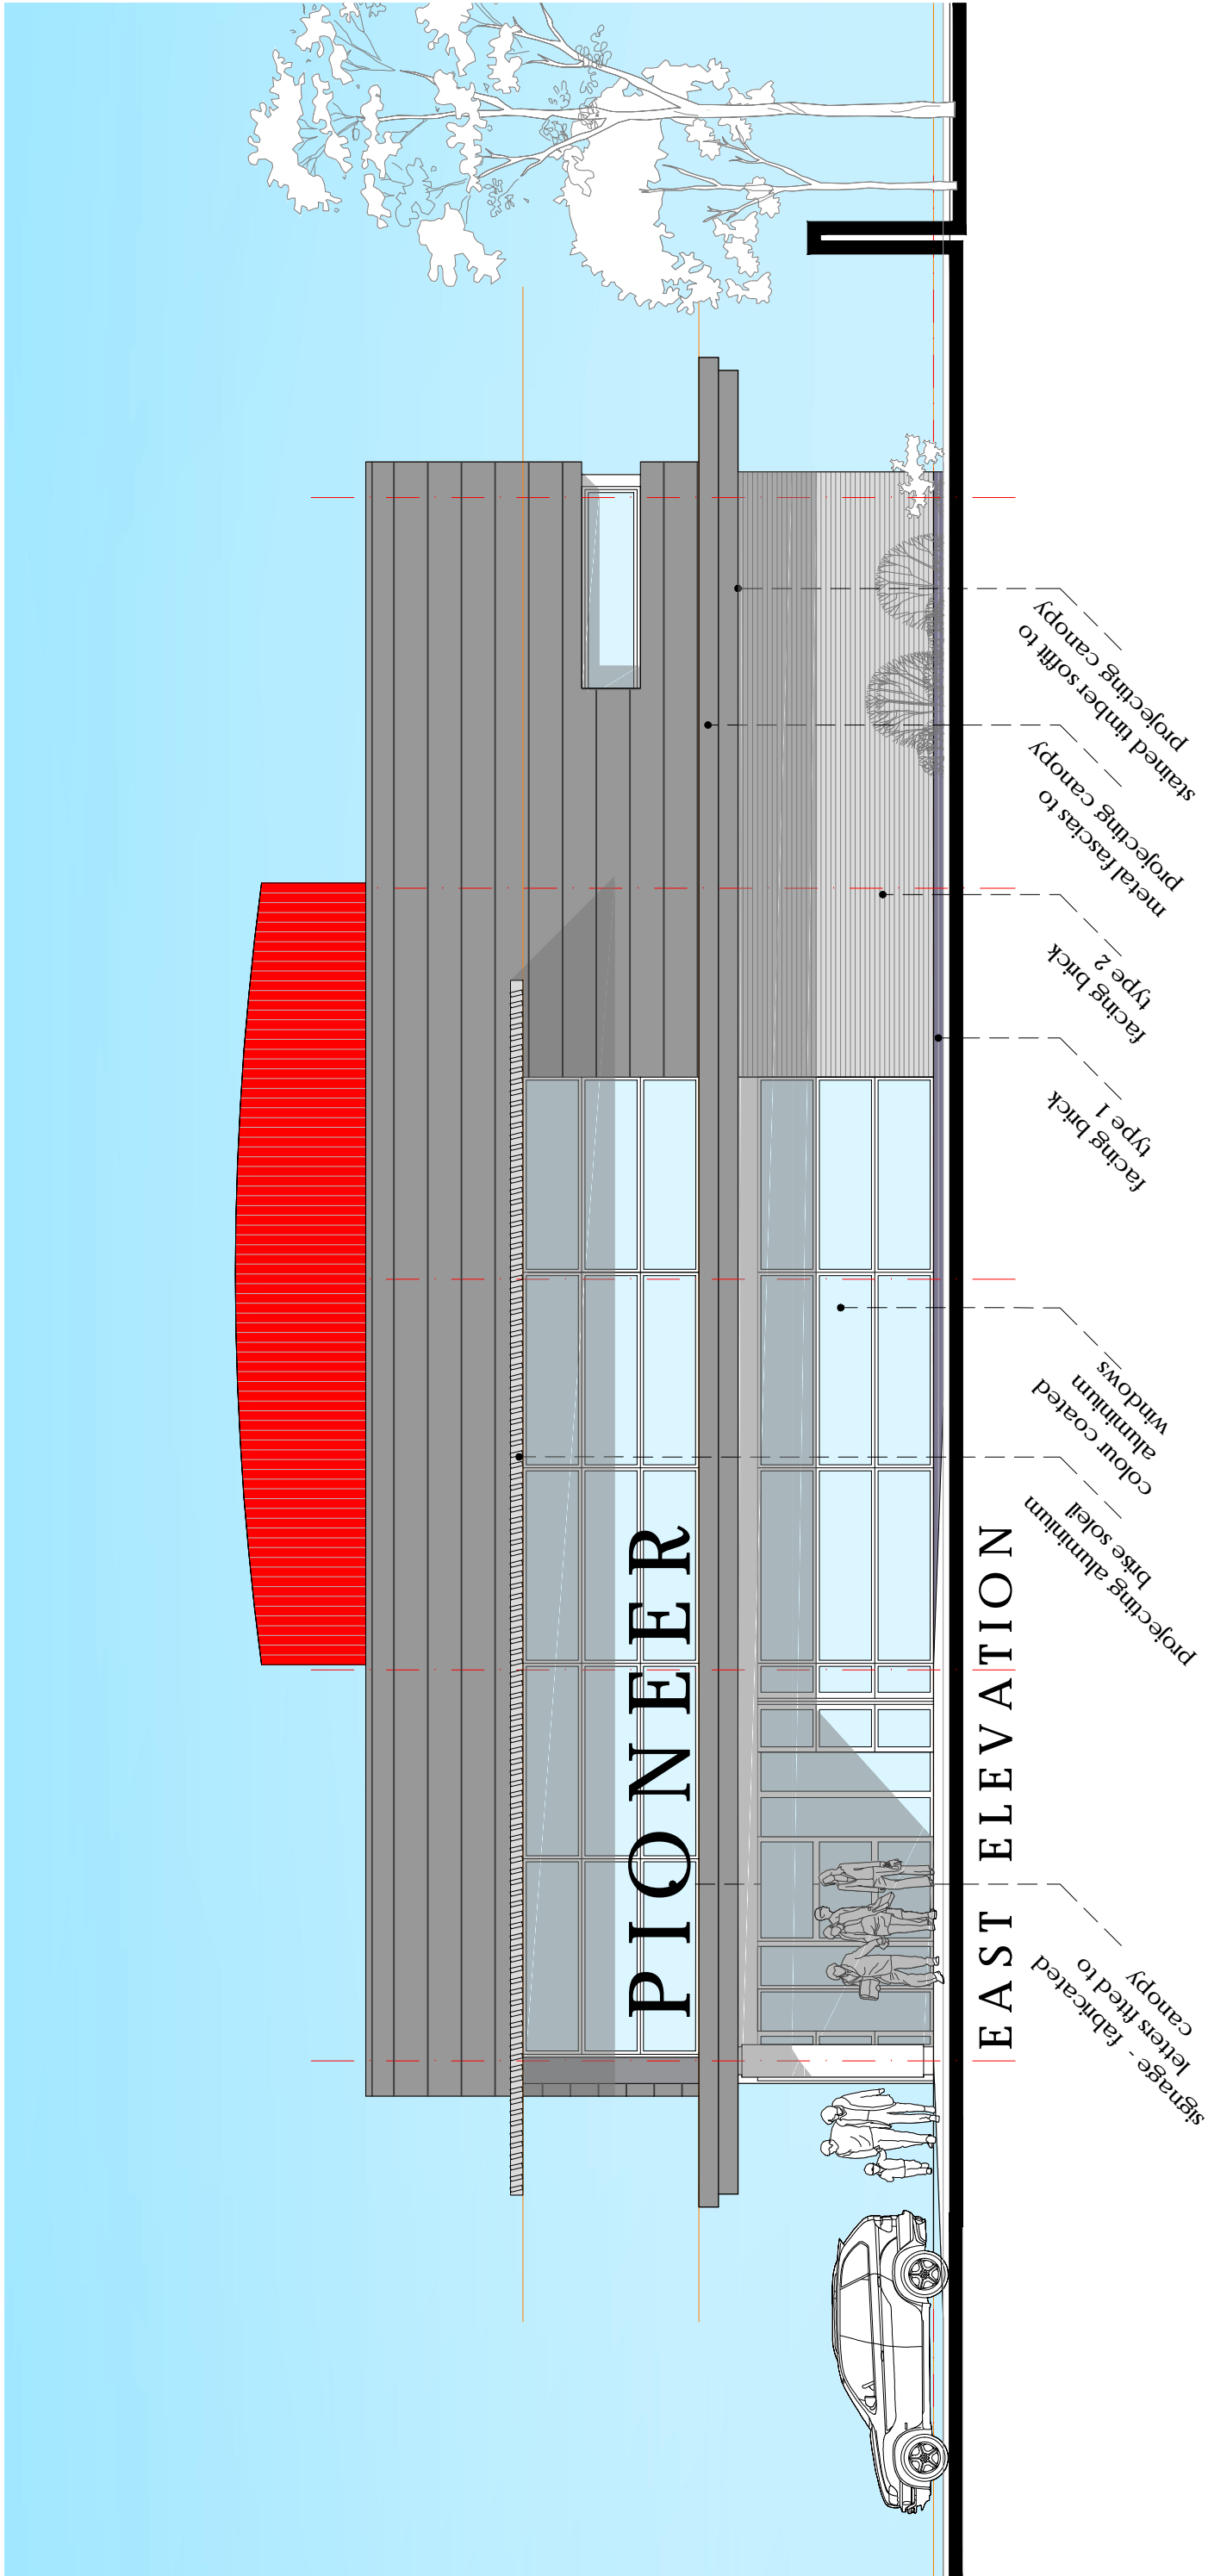 PIONEER
EAST ELEVATION
signage - fabricated
letters fitted to
canopy
projecting aluminium
brise soleil
colour coated
aluminium
windows
facing brick
type 1
facing brick
type 2
metal fascias to
projecting canopy
stained timber soffit to
projecting canopy